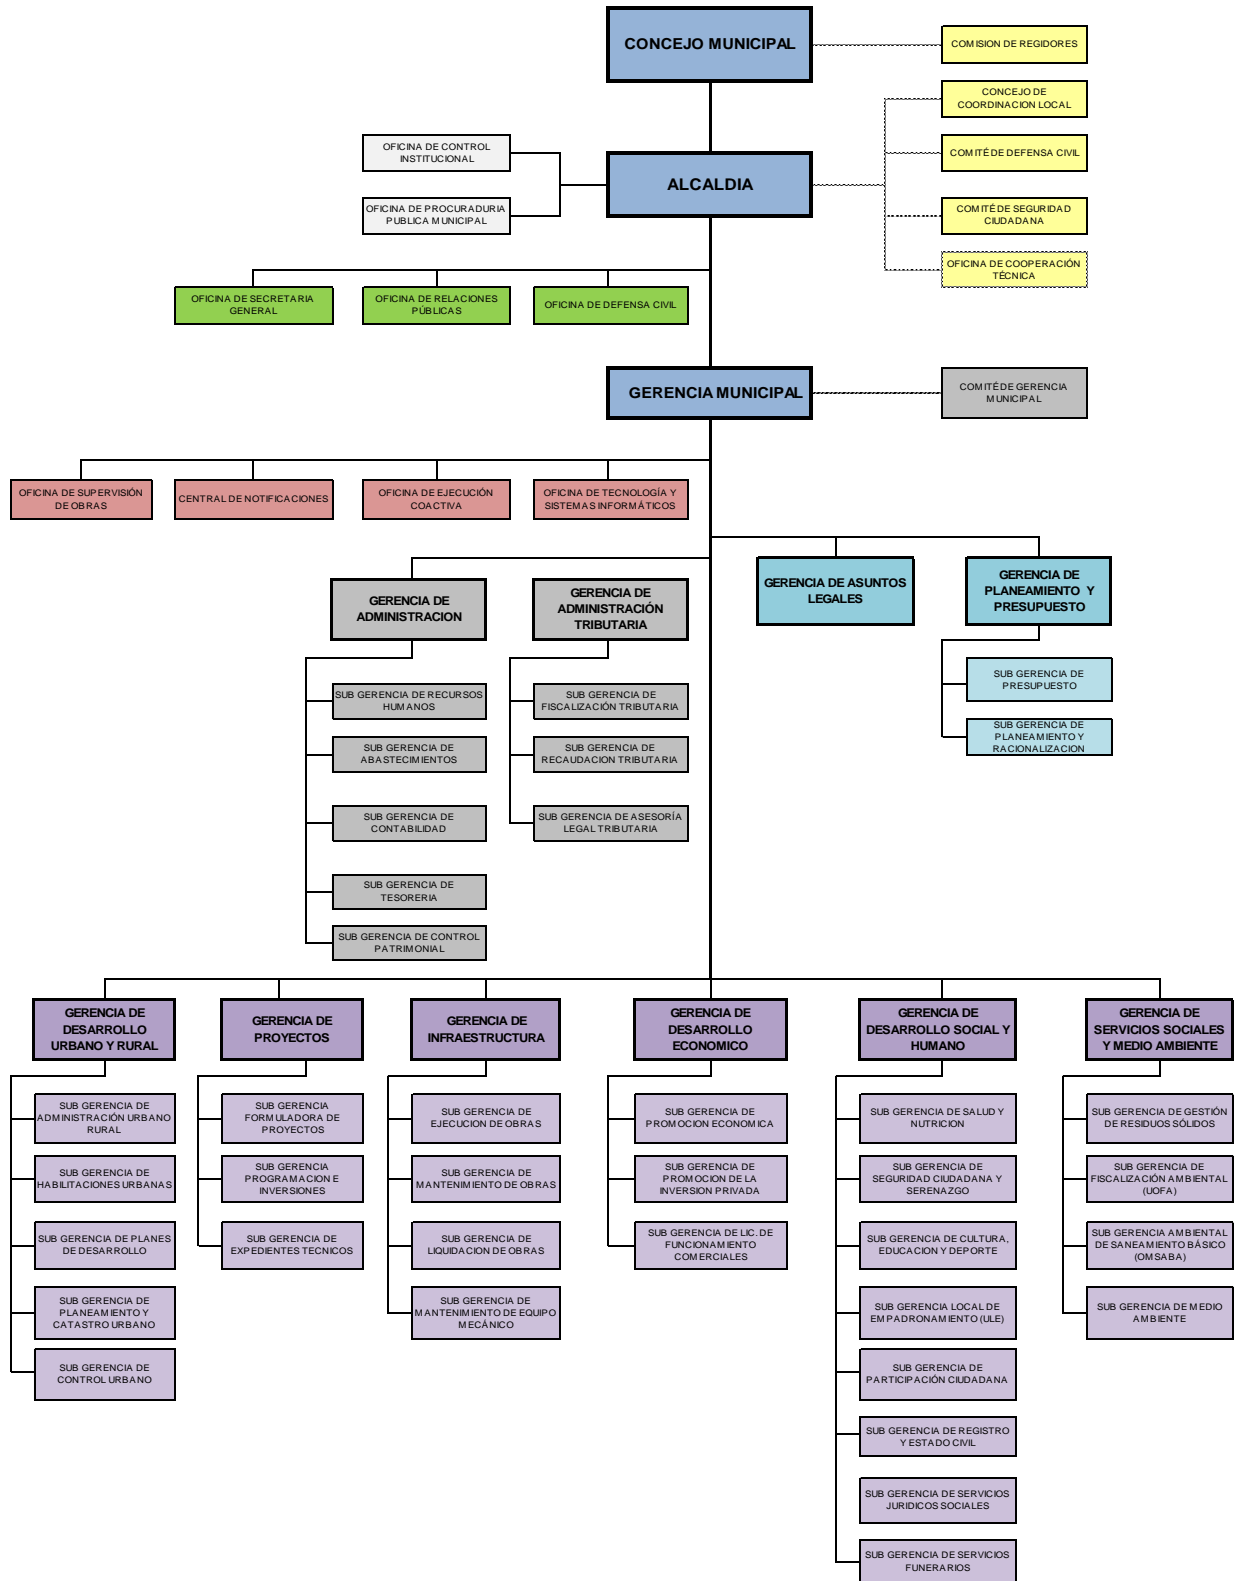 CONCEJO MUNICIPAL
COMISION DE REGIDORES
CONCEJO DE
COORDINACION LOCAL
OFICINA DE CONTROL
INSTITUCIONAL
COMITÉ DE DEFENSA CIVIL
ALCALDIA
OFICINA DE PROCURADURIA
PUBLICA MUNICIPAL
COMITÉ DE SEGURIDAD
CIUDADANA
OFICINA DE COOPERACIÓN
TÉCNICA
OFICINA DE SECRETARIA
GENERAL
OFICINA DE RELACIONES
PÚBLICAS
OFICINA DE DEFENSA CIVIL
GERENCIA MUNICIPAL
COMITÉ DE GERENCIA
MUNICIPAL
OFICINA DE SUPERVISIÓN
DE OBRAS
CENTRAL DE NOTIFICACIONES
OFICINA DE EJECUCIÓN
COACTIVA
OFICINA DE TECNOLOGÍA Y
SISTEMAS INFORMÁTICOS
GERENCIA DE
ADMINISTRACION
GERENCIA DE
ADMINISTRACIÓN
TRIBUTARIA
GERENCIA DE ASUNTOS
LEGALES
GERENCIA DE
PLANEAMIENTO Y
PRESUPUESTO
SUB GERENCIA DE RECURSOS
HUMANOS
SUB GERENCIA DE
ABASTECIMIENTOS
SUB GERENCIA DE
CONTABILIDAD
SUB GERENCIA DE
TESORERIA
SUB GERENCIA DE CONTROL
PATRIMONIAL
SUB GERENCIA DE
FISCALIZACIÓN TRIBUTARIA
SUB GERENCIA DE
RECAUDACION TRIBUTARIA
SUB GERENCIA DE ASESORÍA
LEGAL TRIBUTARIA
SUB GERENCIA DE
PRESUPUESTO
SUB GERENCIA DE
PLANEAMIENTO Y
RACIONALIZACION
GERENCIA DE
DESARROLLO
URBANO Y RURAL
SUB GERENCIA DE
ADMINISTRACIÓN URBANO
RURAL
SUB GERENCIA DE
HABILITACIONES URBANAS
SUB GERENCIA DE PLANES
DE DESARROLLO
SUB GERENCIA DE
PLANEAMIENTO Y
CATASTRO URBANO
SUB GERENCIA DE
CONTROL URBANO
GERENCIA DE
PROYECTOS
SUB GERENCIA
FORMULADORA DE
PROYECTOS
SUB GERENCIA
PROGRAMACION E
INVERSIONES
SUB GERENCIA DE
EXPEDIENTES TECNICOS
GERENCIA DE
INFRAESTRUCTURA
SUB GERENCIA DE
EJECUCION DE OBRAS
SUB GERENCIA DE
MANTENIMIENTO DE OBRAS
SUB GERENCIA DE
LIQUIDACION DE OBRAS
SUB GERENCIA DE
MANTENIMIENTO DE EQUIPO
MECÁNICO
GERENCIA DE
DESARROLLO
ECONOMICO
SUB GERENCIA DE
PROMOCION ECONOMICA
SUB GERENCIA DE
PROMOCION DE LA
INVERSION PRIVADA
SUB GERENCIA DE LIC. DE
FUNCIONAMIENTO
COMERCIALES
GERENCIA DE
DESARROLLO SOCIAL Y
HUMANO
SUB GERENCIA DE SALUD Y
NUTRICION
SUB GERENCIA DE
SEGURIDAD CIUDADANA Y
SERENAZGO
SUB GERENCIA DE CULTURA,
EDUCACION Y DEPORTE
SUB GERENCIA LOCAL DE
EMPADRONAMIENTO (ULE)
SUB GERENCIA DE
PARTICIPACIÓN CIUDADANA
SUB GERENCIA DE REGISTRO
Y ESTADO CIVIL
SUB GERENCIA DE SERVICIOS
JURIDICOS SOCIALES
SUB GERENCIA DE SERVICIOS
FUNERARIOS
GERENCIA DE
SERVICIOS SOCIALES
Y MEDIO AMBIENTE
SUB GERENCIA DE GESTIÓN
DE RESIDUOS SÓLIDOS
SUB GERENCIA DE
FISCALIZACIÓN AMBIENTAL
(UOFA)
SUB GERENCIA AMBIENTAL
DE SANEAMIENTO BÁSICO
(OMSABA)
SUB GERENCIA DE MEDIO
AMBIENTE